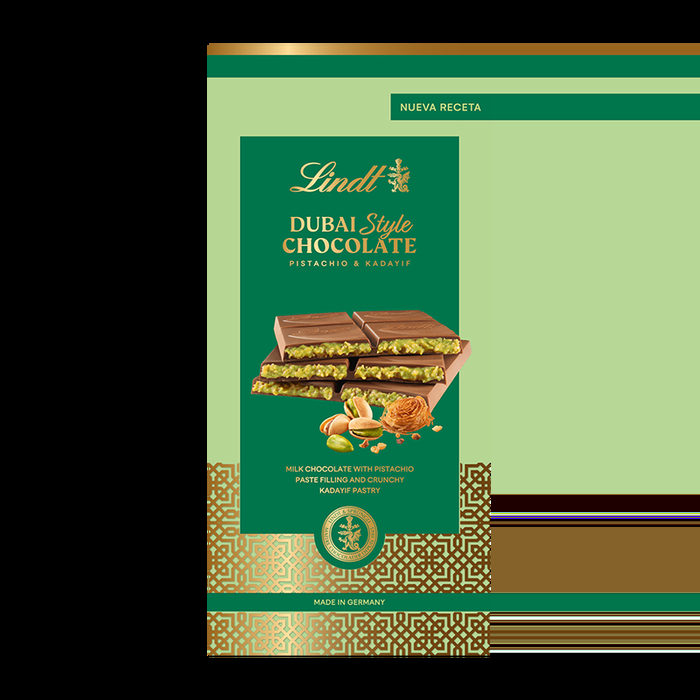 NUEVA RECETA
Lindt
DUBAI Style
CHOCOLATE
PISTACHIO & KADAYIF
MILK CHOCOLATE WITH PISTACHIO
PASTE FILLING AND CRUNCHY
KADAYIF PASTRY
MADE IN GERMANY